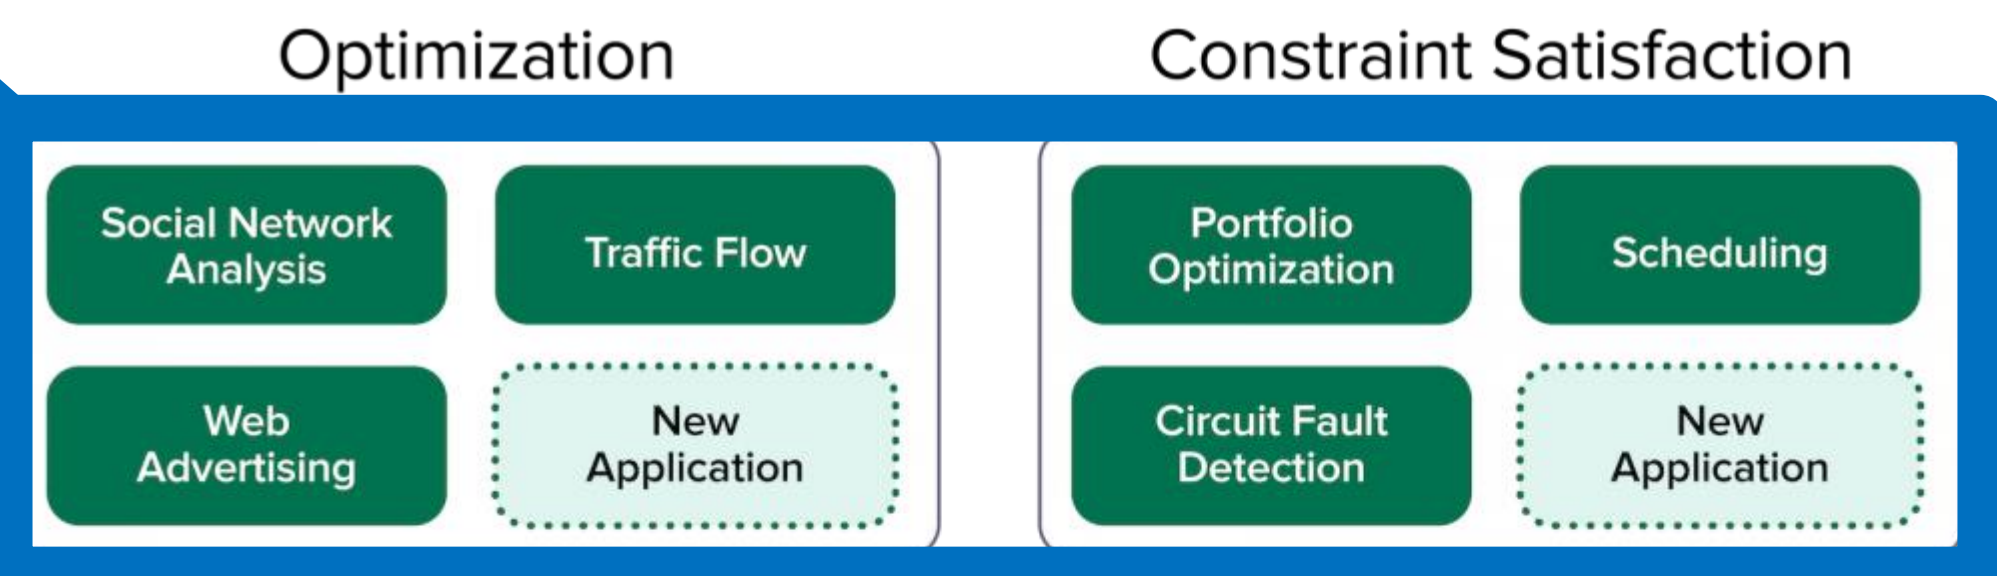 Optimization
Constraint Satisfaction
Social Network
Analysis
Traffic Flow
Web
Advertising
New
Application
Portfolio
Optimization
Scheduling
Circuit Fault
Detection
New
Application